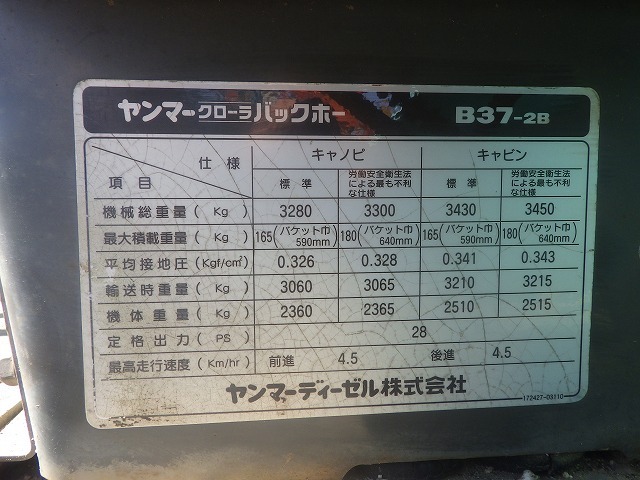 ヤンマークローラバックホー B37-2B
仕様 キャノピ キャビン
項目 標準 労働安全衛生法による最も不利な仕様 標準 労働安全衛生法による最も不利な仕様
機械総重量(Kg) 3280 3300 3430 3450
最大積載重量(Kg) 165(バケット巾590mm) 180(バケット巾640mm) 165(バケット巾590mm) 180(バケット巾640mm)
平均接地圧(Kgf/cm²) 0.326 0.328 0.341 0.343
輸送時重量(Kg) 3060 3065 3210 3215
機体重量(Kg) 2360 2365 2510 2515
定格出力(PS) 28
最高走行速度(Km/hr) 前進 4.5 後進 4.5
ヤンマーディーゼル株式会社
172427-03110